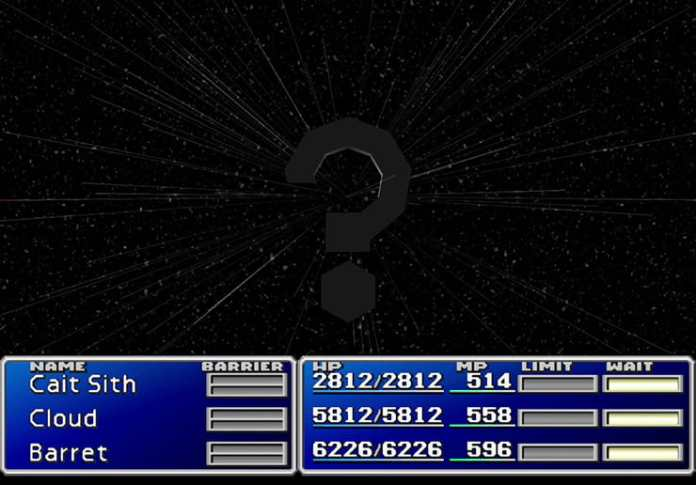 ?
NAME BARRIER HP MP LIMIT WAIT
Cait Sith 2812/2812 514
Cloud 5812/5812 558
Barret 6226/6226 596